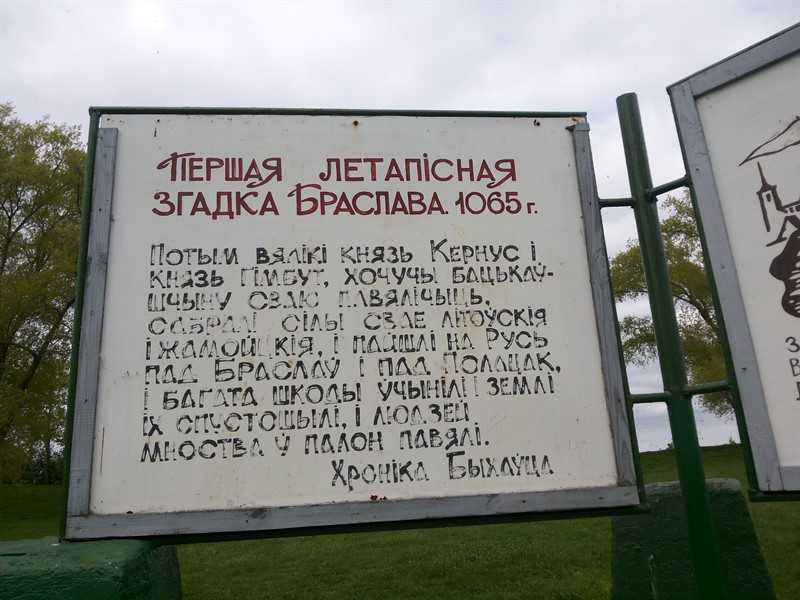 Першая летапісная
згадка Браслава. 1065 г.
Потым вялікі князь Кернус і
князь Гімбут, хочучы бацькаў-
шчыну сваю павялічыць,
сабралі сілы свае літоўскія
і жамойцкія, і пайшлі на Русь
пад Браслаў і пад Полацак,
і багата шкоды ўчынілі і землі
іх спустошылі, і людзей
мноства ў палон павялі.
Хроніка Быхаўца